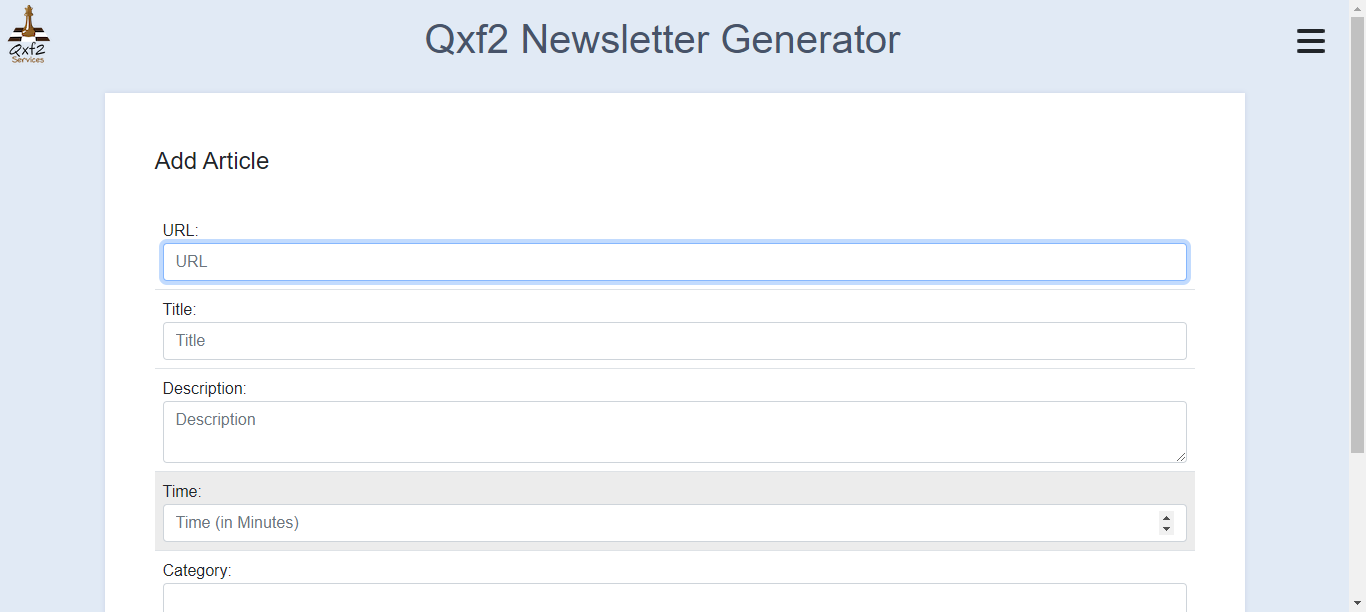 Qxf2
Services
Qxf2 Newsletter Generator
Add Article
URL:
URL
Title:
Title
Description:
Description
Time:
Time (in Minutes)
Category: